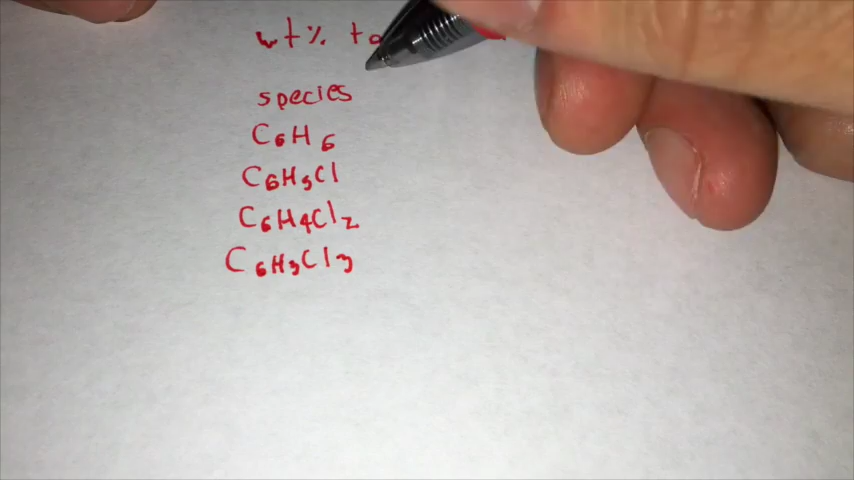 wt% to
species
C6H6
C6H5Cl
C6H4Cl2
C6H3Cl3